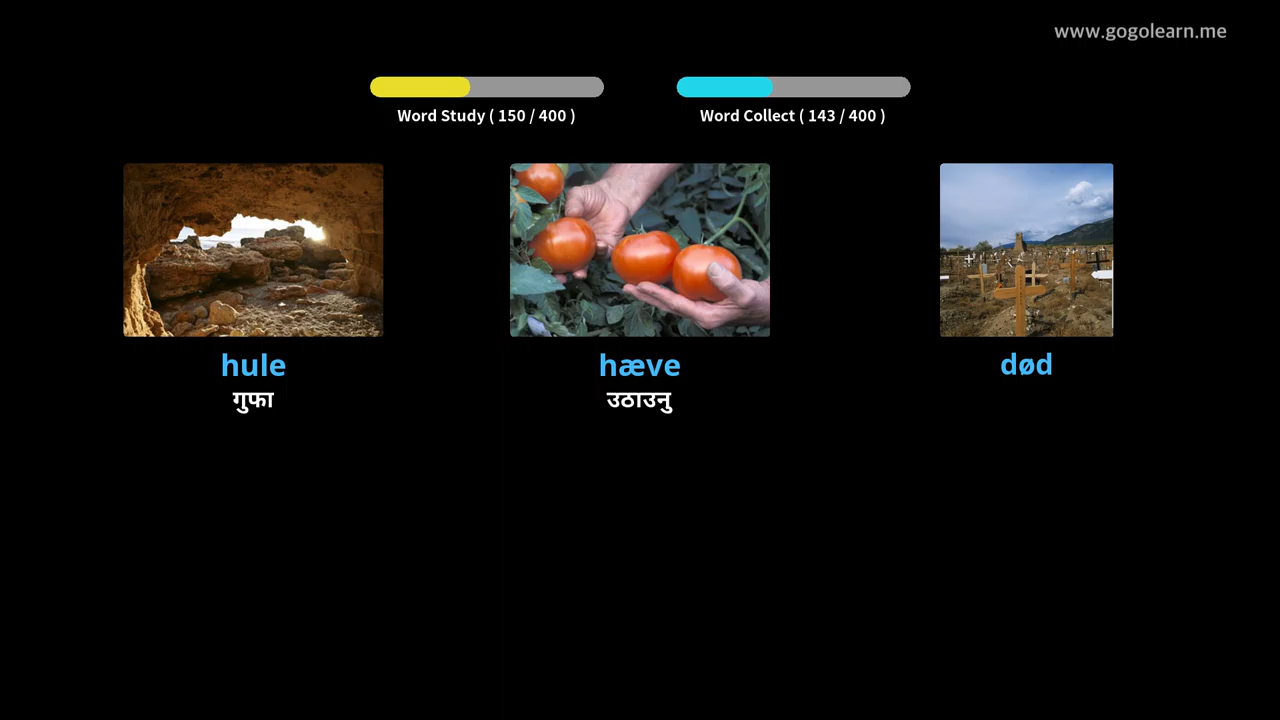 www.gogolearn.me
Word Study ( 150 / 400 )
Word Collect ( 143 / 400 )
hule
hæve
død
गुफा
उठाउनु